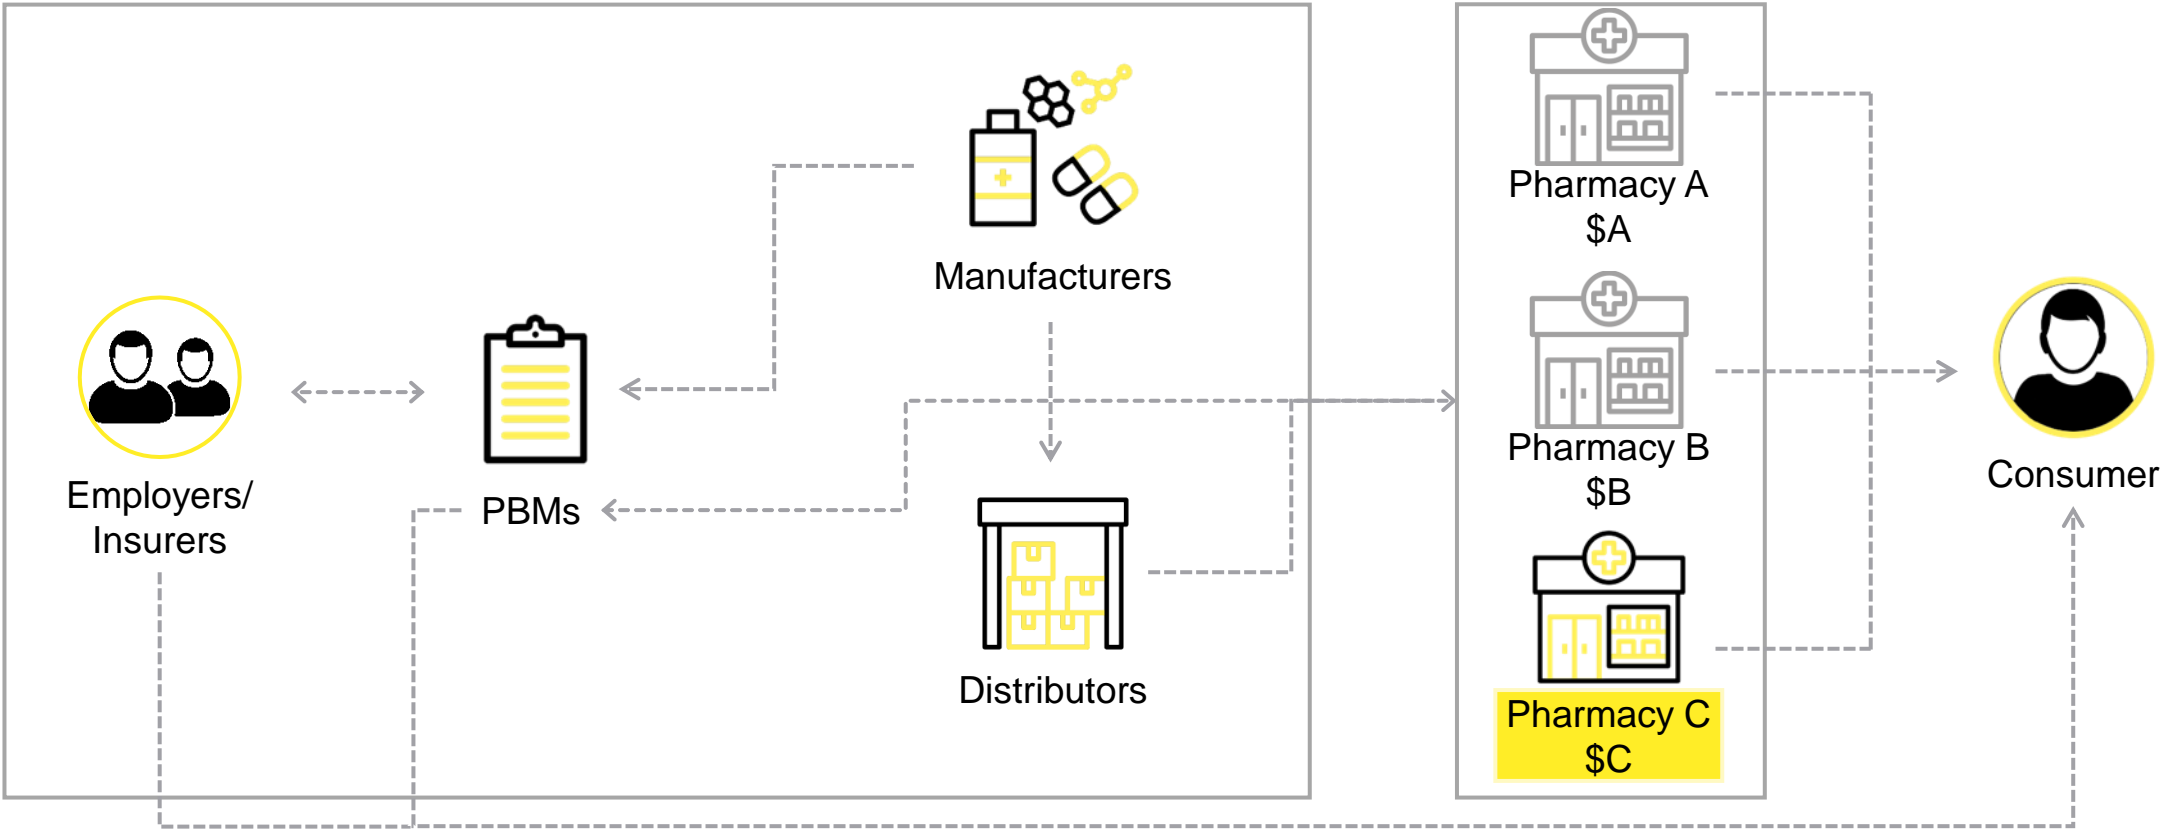 Employers/
Insurers
PBMs
Manufacturers
Distributors
Pharmacy A
$A
Pharmacy B
$B
Pharmacy C
$C
Consumer